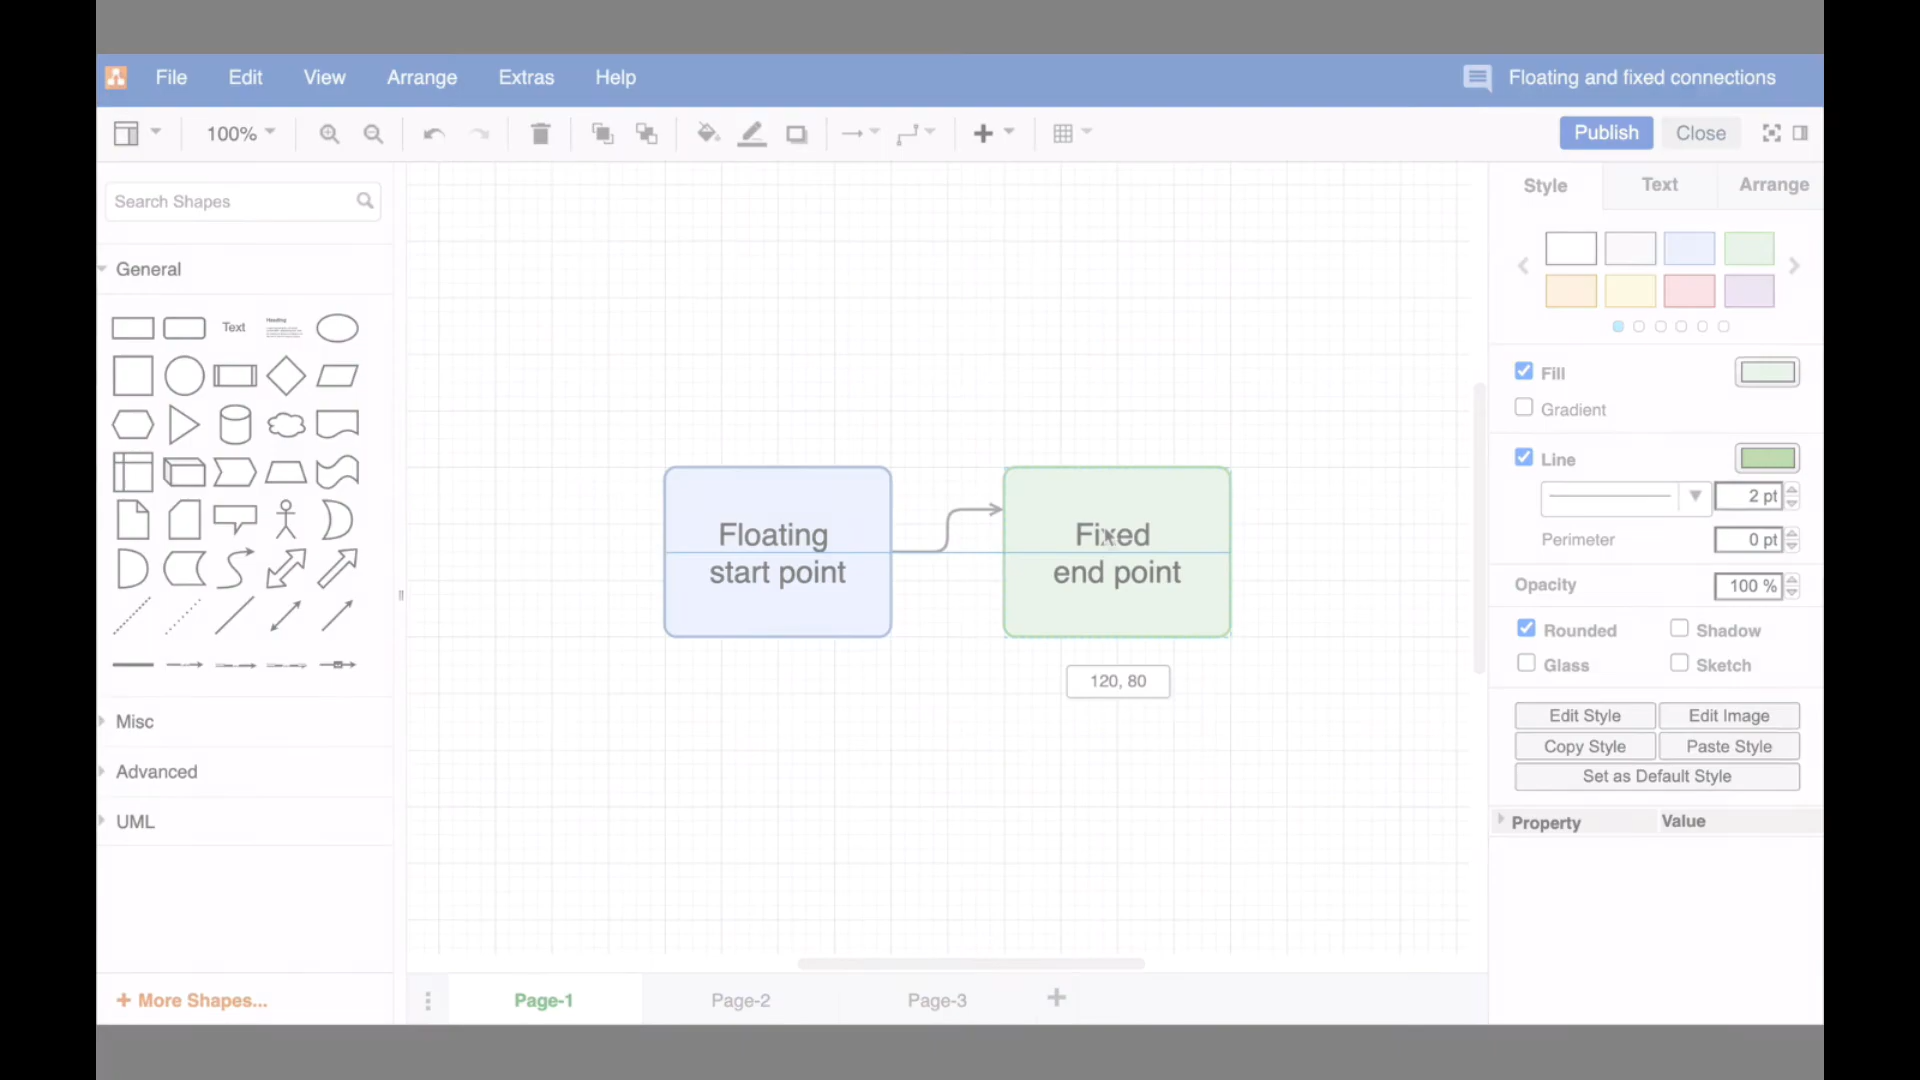 File Edit View Arrange Extras Help Floating and fixed connections
100% Publish Close
Search Shapes
Style Text Arrange
General
Text
Heading
Fill
Gradient
Line
2 pt
Perimeter 0 pt
Opacity 100 %
Rounded Shadow
Glass Sketch
Floating
start point
Fixed
end point
120, 80
Edit Style Edit Image
Copy Style Paste Style
Set as Default Style
Property Value
Misc
Advanced
UML
+ More Shapes...
Page-1 Page-2 Page-3